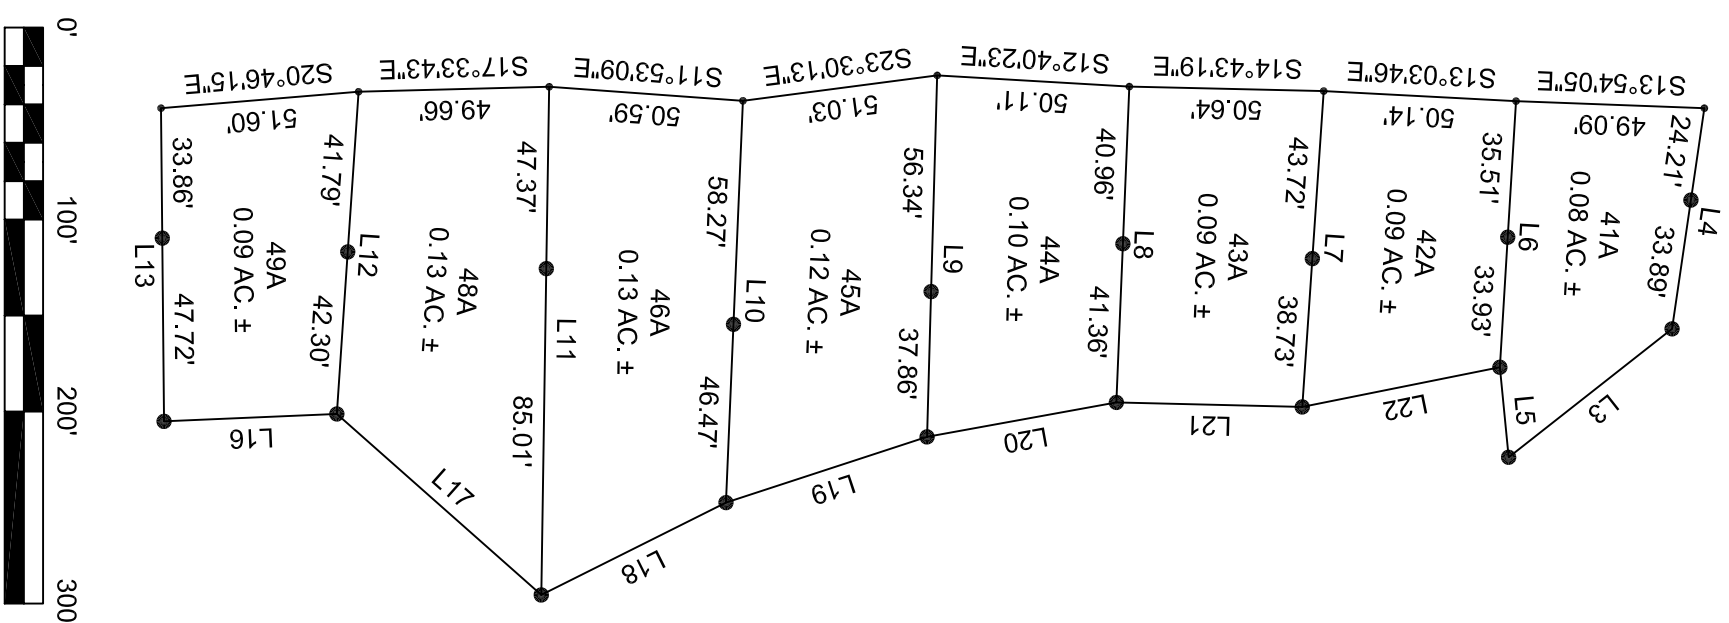 0'
100'
200'
300
S20°46'15"E
S17°33'43"E
S11°53'09"E
S23°30'13"E
S12°40'23"E
S14°43'19"E
S13°03'46"E
S13°54'05"E
51.60'
49.66'
50.59'
51.03'
50.11'
50.64'
50.14'
49.09'
33.86'
L13
47.72'
49A
0.09 AC. ±
L16
41.79'
L12
42.30'
48A
0.13 AC. ±
L17
47.37'
L11
85.01'
46A
0.13 AC. ±
L18
58.27'
L10
46.47'
45A
0.12 AC. ±
L19
56.34'
L9
37.86'
44A
0.10 AC. ±
L20
40.96'
L8
41.36'
43A
0.09 AC. ±
L21
43.72'
L7
38.73'
42A
0.09 AC. ±
L22
35.51'
L6
33.93'
41A
0.08 AC. ±
L5
L3
24.21'
L4
33.89'